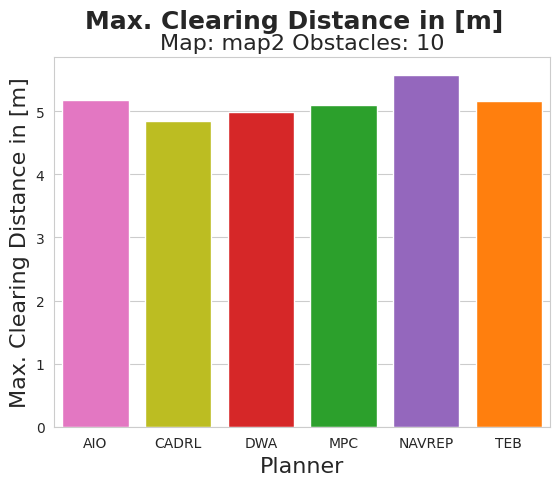 Max. Clearing Distance in [m]
Map: map2 Obstacles: 10
Max. Clearing Distance in [m]
5
4
3
2
1
0
AIO CADRL DWA MPC NAVREP TEB
Planner